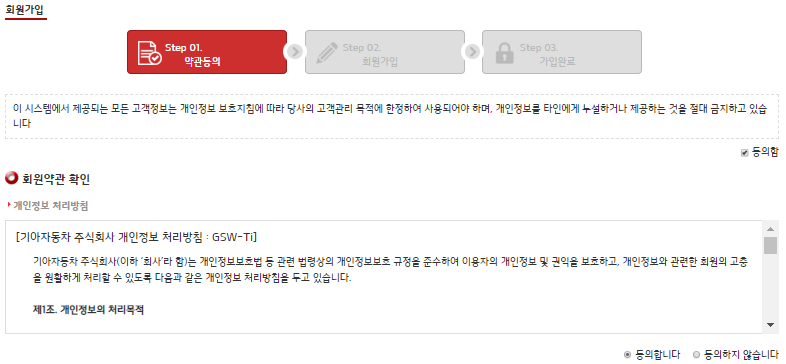 회원가입
Step 01.
약관동의
Step 02.
회원가입
Step 03.
가입완료
이 시스템에서 제공되는 모든 고객정보는 개인정보 보호지침에 따라 당사의 고객관리 목적에 한정하여 사용되어야 하며, 개인정보를 타인에게 누설하거나 제공하는 것을 절대 금지하고 있습
니다
동의함
회원약관 확인
개인정보 처리방침
[기아자동차 주식회사 개인정보 처리방침 : GSW-Ti]
기아자동차 주식회사(이하 '회사'라 함)는 개인정보보호법 등 관련 법령상의 개인정보보호 규정을 준수하여 이용자의 개인정보 및 권익을 보호하고, 개인정보와 관련한 회원의 고충
을 원활하게 처리할 수 있도록 다음과 같은 개인정보 처리방침을 두고 있습니다.
제1조. 개인정보의 처리목적
동의합니다 동의하지 않습니다